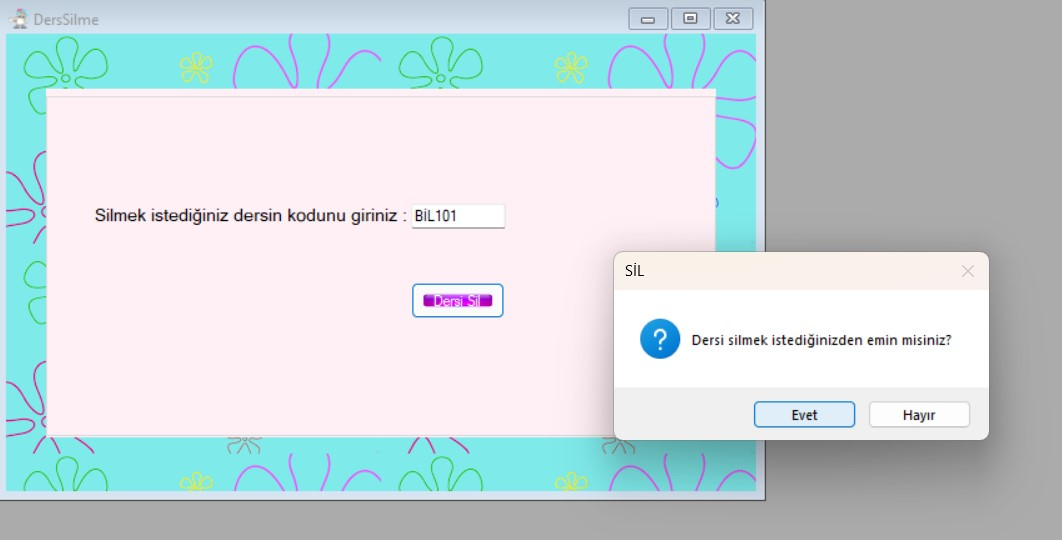 DersSilme
Silmek istediğiniz dersin kodunu giriniz : BİL101
Dersi Sil
SİL
Dersi silmek istediğinizden emin misiniz?
Evet
Hayır